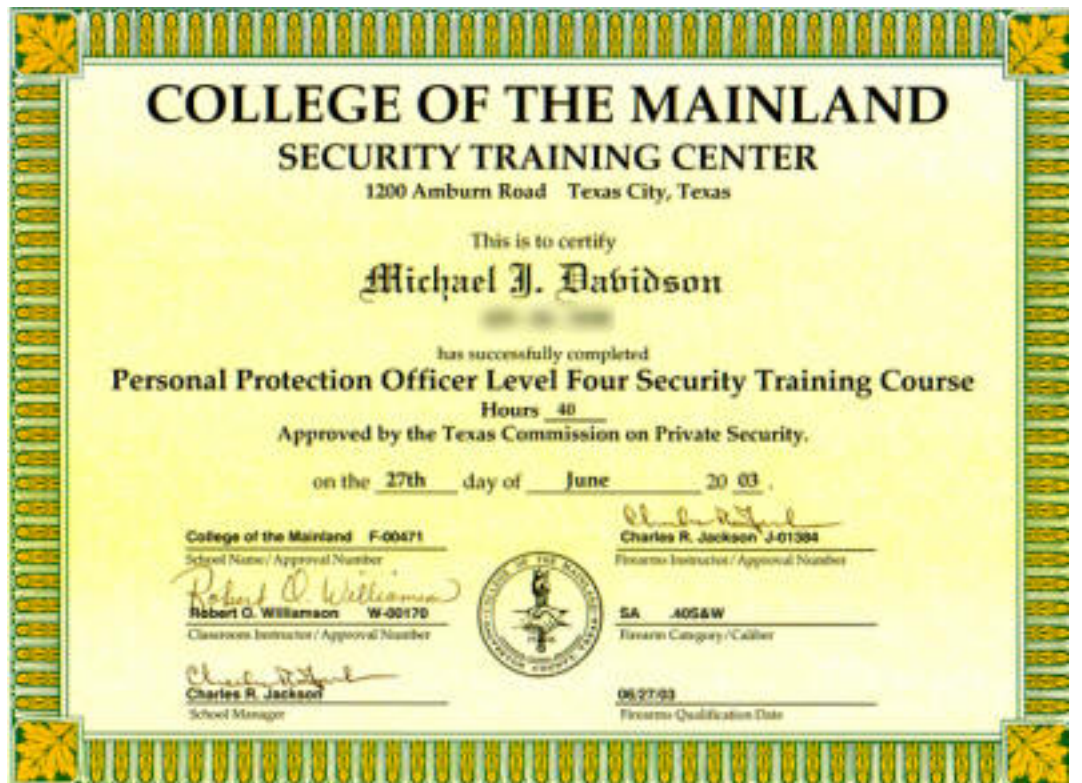 COLLEGE OF THE MAINLAND
SECURITY TRAINING CENTER
1200 Amburn Road Texas City, Texas
This is to certify
Michael J. Davidson
has successfully completed
Personal Protection Officer Level Four Security Training Course
Hours 40
Approved by the Texas Commission on Private Security.
on the 27th day of June 20 03 .
College of the Mainland F-00471
School Name/Approval Number
Charles R. Jackson J-01384
Firearms Instructor/Approval Number
Robert O. Williamson
Robert O. Williamson W-00170
Classroom Instructor/Approval Number
SA .40S&W
Firearm Category/Caliber
Charles R. Jackson
School Manager
06/27/03
Firearms Qualification Date
COLLEGE OF THE MAINLAND